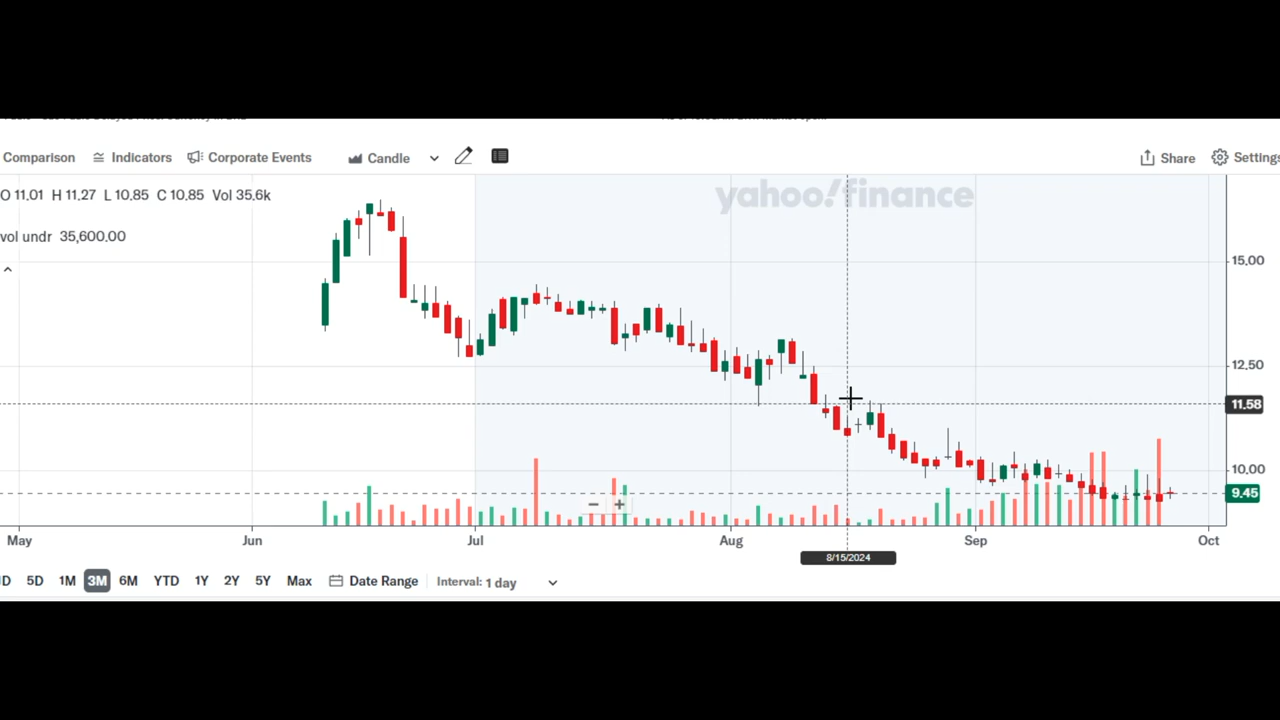 Comparison Indicators Corporate Events Candle Share Settings
O 11,01 H 11,27 L 10,85 C 10,85 Vol 35,6k
yahoo!finance
vol undr 35,600.00
15,00
12,50
11,58
10,00
9,45
May Jun Jul Aug Sep Oct
8/15/2024
5D 1M 3M 6M YTD 1Y 2Y 5Y Max Date Range Interval: 1 day